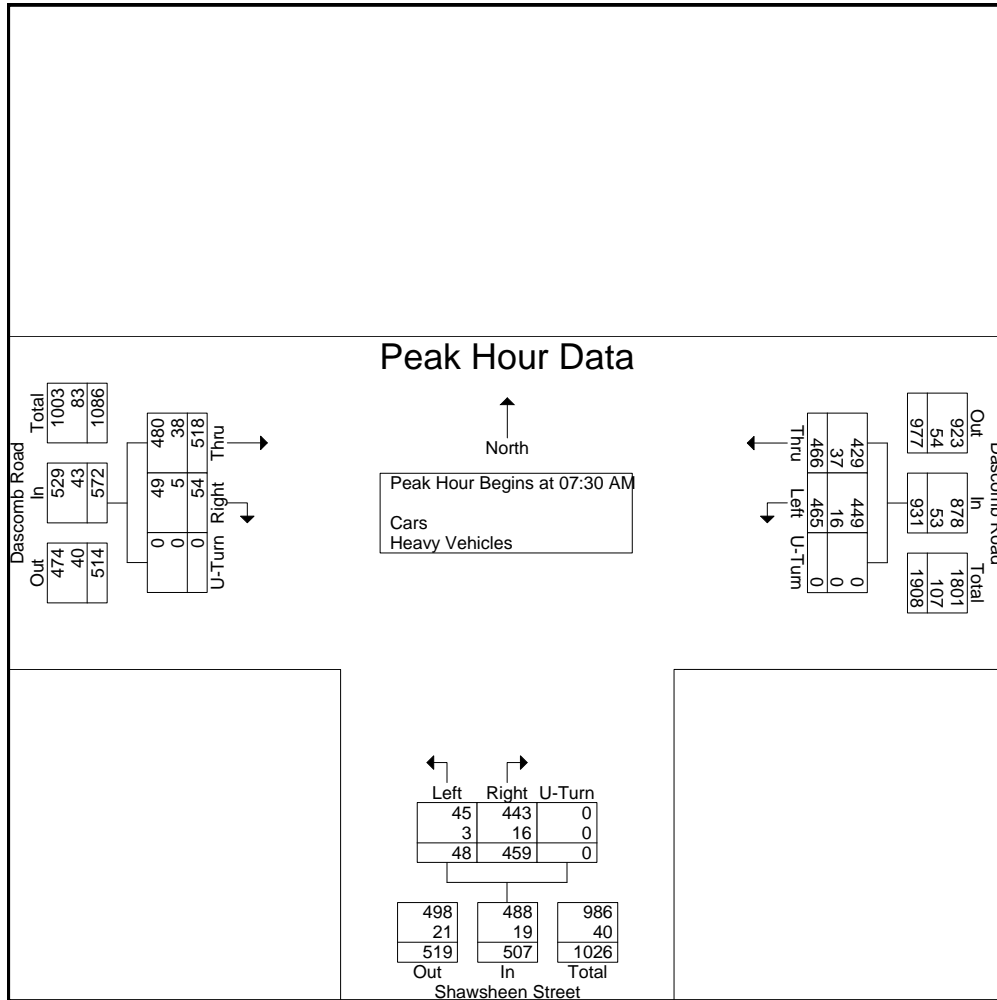 Peak Hour Data
North
Peak Hour Begins at 07:30 AM
Cars
Heavy Vehicles
Dascomb Road
Total
1003
83
1086
In
529
43
572
Out
474
40
514
Thru
480
38
518
Right
49
5
54
U-Turn
0
0
0
Thru
429
37
466
Left
449
16
465
U-Turn
0
0
0
Dascomb Road
Out
923
54
977
In
878
53
931
Total
1801
107
1908
Left Right U-Turn
45 443 0
3 16 0
48 459 0
498 488 986
21 19 40
519 507 1026
Out In Total
Shawsheen Street